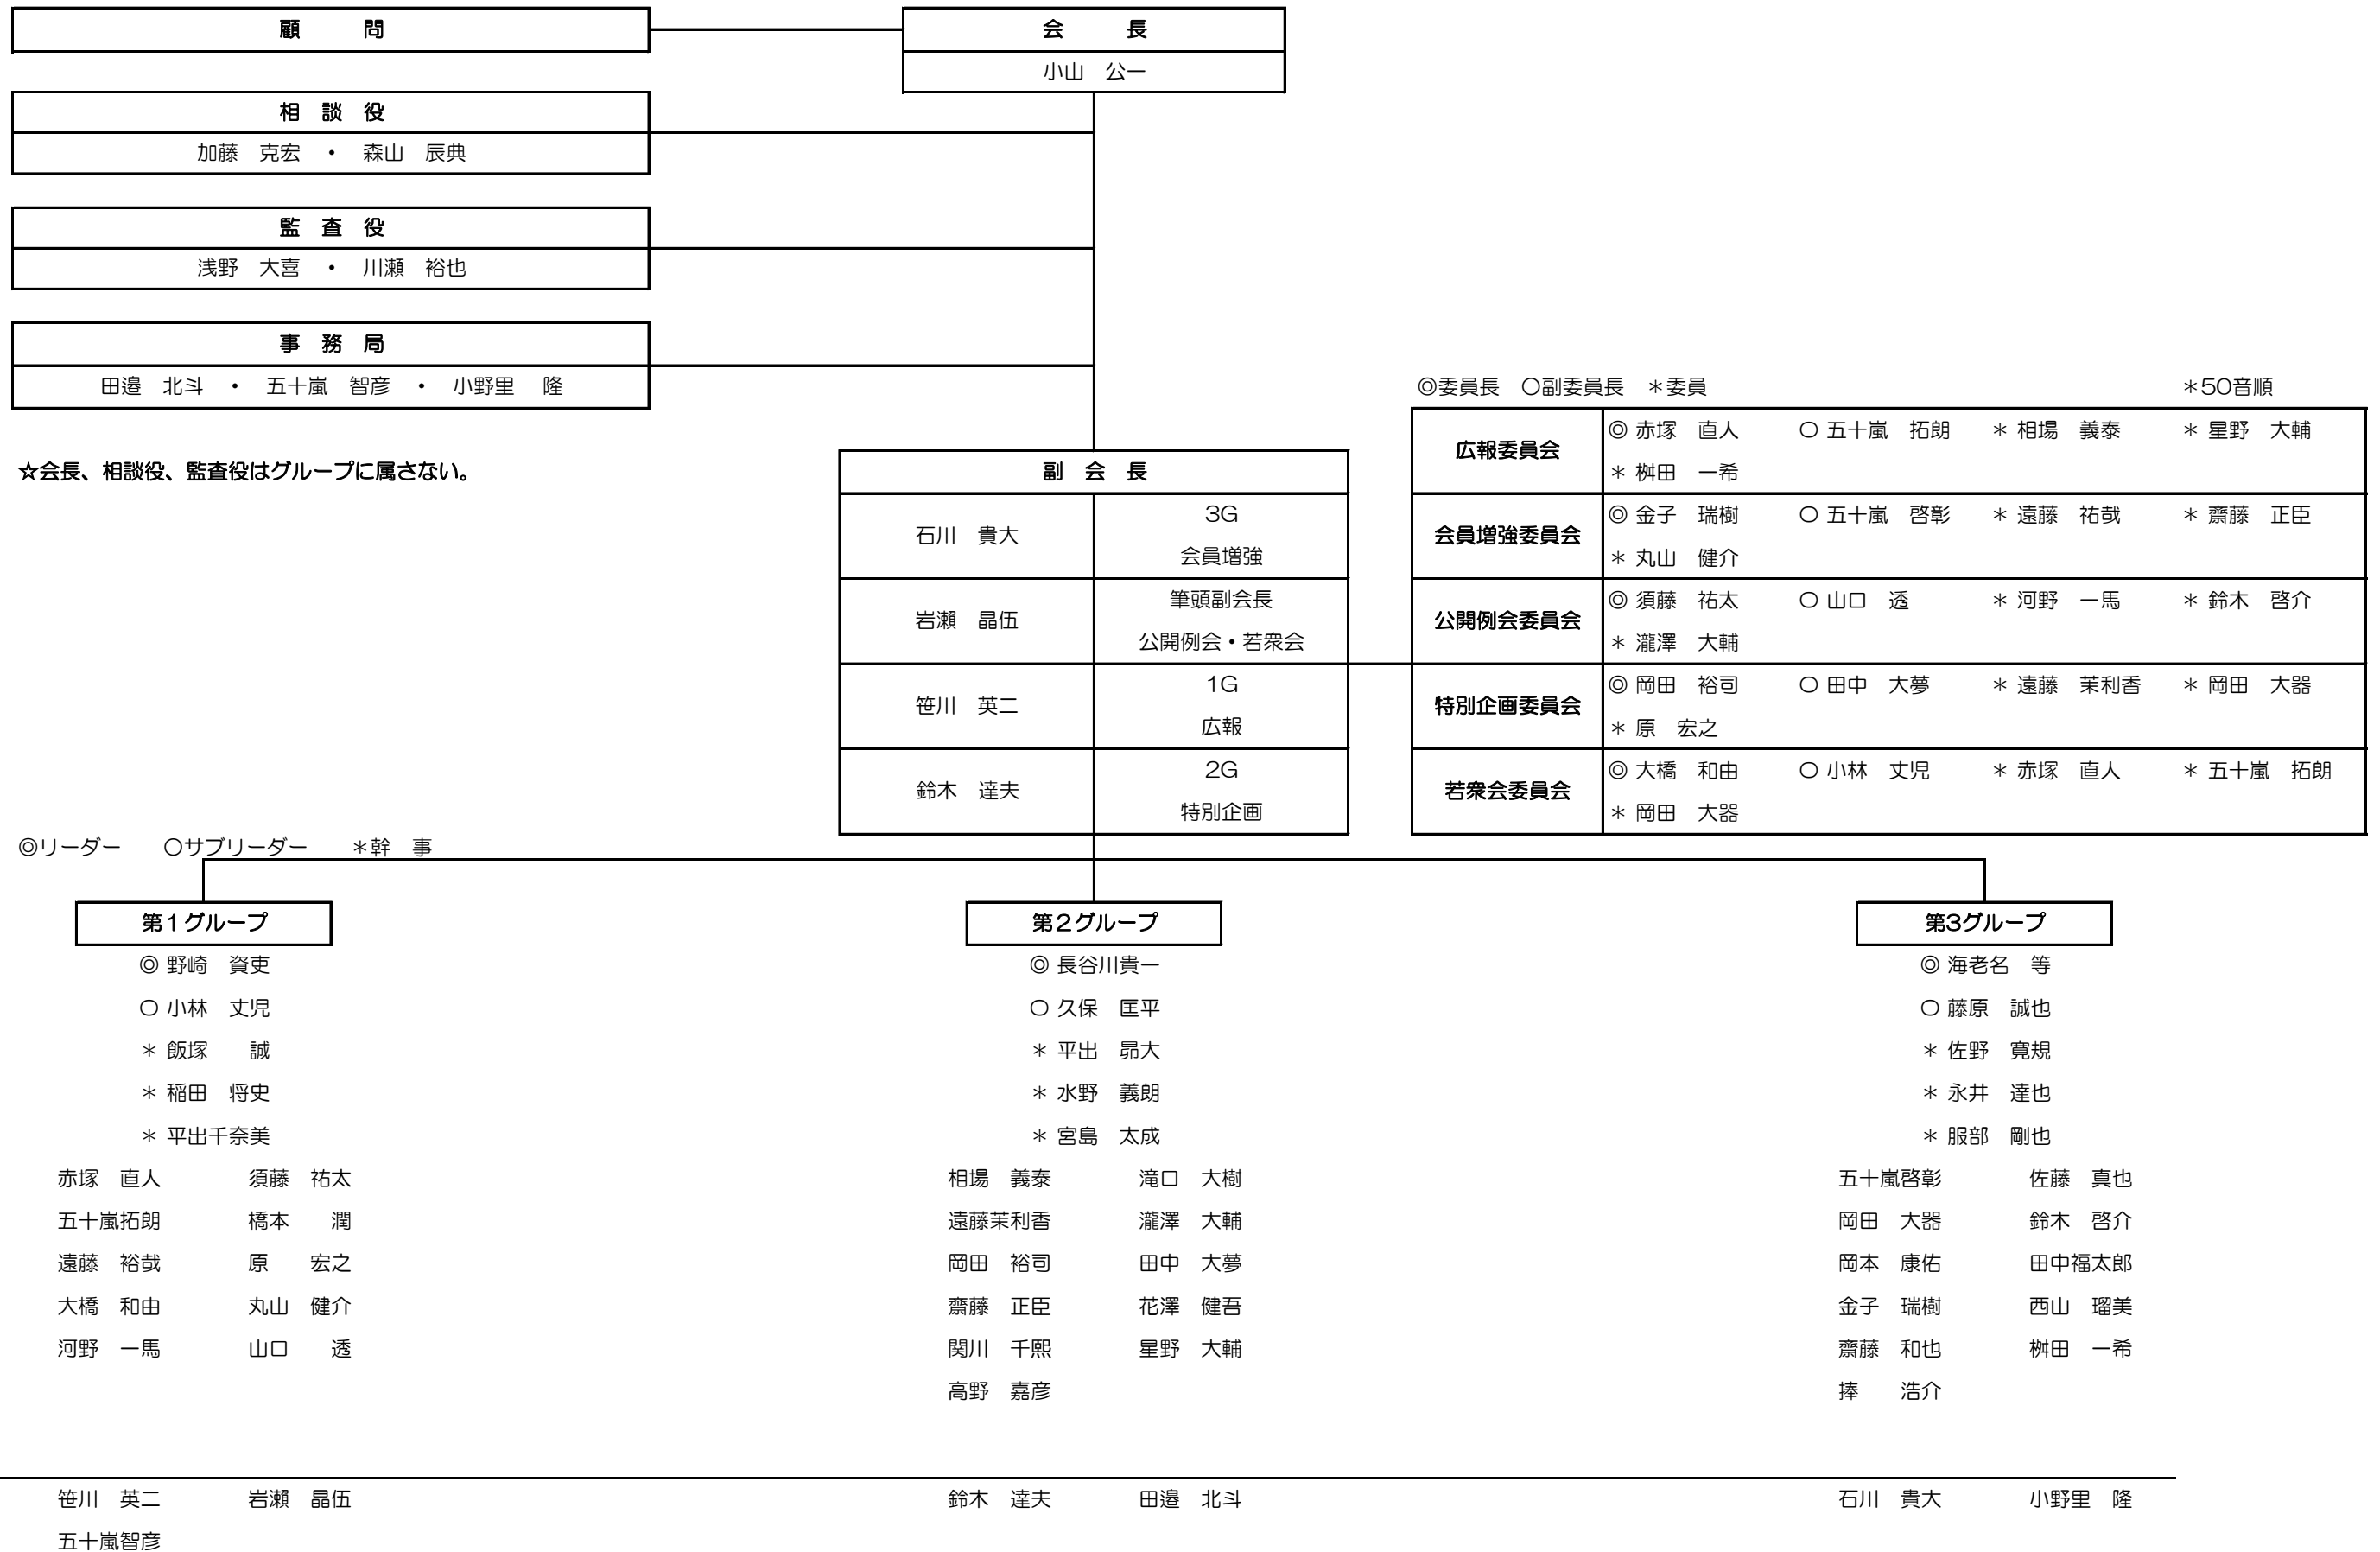 顧　　　問
会　　　長
小山　公一
相　談　役
加藤　克宏　・　森山　辰典
監　査　役
浅野　大喜　・　川瀬　裕也
事　務　局
田邉　北斗　・　五十嵐　智彦　・　小野里　隆
☆会長、相談役、監査役はグループに属さない。
副　会　長
石川　貴大
3G
会員増強
岩瀬　晶伍
筆頭副会長
公開例会・若衆会
笹川　英二
1G
広報
鈴木　達夫
2G
特別企画
◎委員長　○副委員長　＊委員
＊50音順
広報委員会
◎ 赤塚　直人　○ 五十嵐　拓朗　＊ 相場　義泰　＊ 星野　大輔
＊ 桝田　一希
会員増強委員会
◎ 金子　瑞樹　○ 五十嵐　啓彰　＊ 遠藤　祐哉　＊ 齋藤　正臣
＊ 丸山　健介
公開例会委員会
◎ 須藤　祐太　○ 山口　透　＊ 河野　一馬　＊ 鈴木　啓介
＊ 瀧澤　大輔
特別企画委員会
◎ 岡田　裕司　○ 田中　大夢　＊ 遠藤　茉利香　＊ 岡田　大器
＊ 原　宏之
若衆会委員会
◎ 大橋　和由　○ 小林　丈児　＊ 赤塚　直人　＊ 五十嵐　拓朗
＊ 岡田　大器
◎リーダー　　○サブリーダー　　＊幹　事
第１グループ
◎ 野崎　資吏
○ 小林　丈児
＊ 飯塚　　誠
＊ 稲田　将史
＊ 平出千奈美
赤塚　直人　須藤　祐太
五十嵐拓朗　橋本　　潤
遠藤　裕哉　原　　宏之
大橋　和由　丸山　健介
河野　一馬　山口　　透
笹川　英二　岩瀬　晶伍
五十嵐智彦
第２グループ
◎ 長谷川貴一
○ 久保　匡平
＊ 平出　昂大
＊ 水野　義朗
＊ 宮島　太成
相場　義泰　滝口　大樹
遠藤茉利香　瀧澤　大輔
岡田　裕司　田中　大夢
齋藤　正臣　花澤　健吾
関川　千熙　星野　大輔
高野　嘉彦
鈴木　達夫　田邉　北斗
第3グループ
◎ 海老名　等
○ 藤原　誠也
＊ 佐野　寛規
＊ 永井　達也
＊ 服部　剛也
五十嵐啓彰　佐藤　真也
岡田　大器　鈴木　啓介
岡本　康佑　田中福太郎
金子　瑞樹　西山　瑠美
齋藤　和也　桝田　一希
捧　　浩介
石川　貴大　小野里　隆